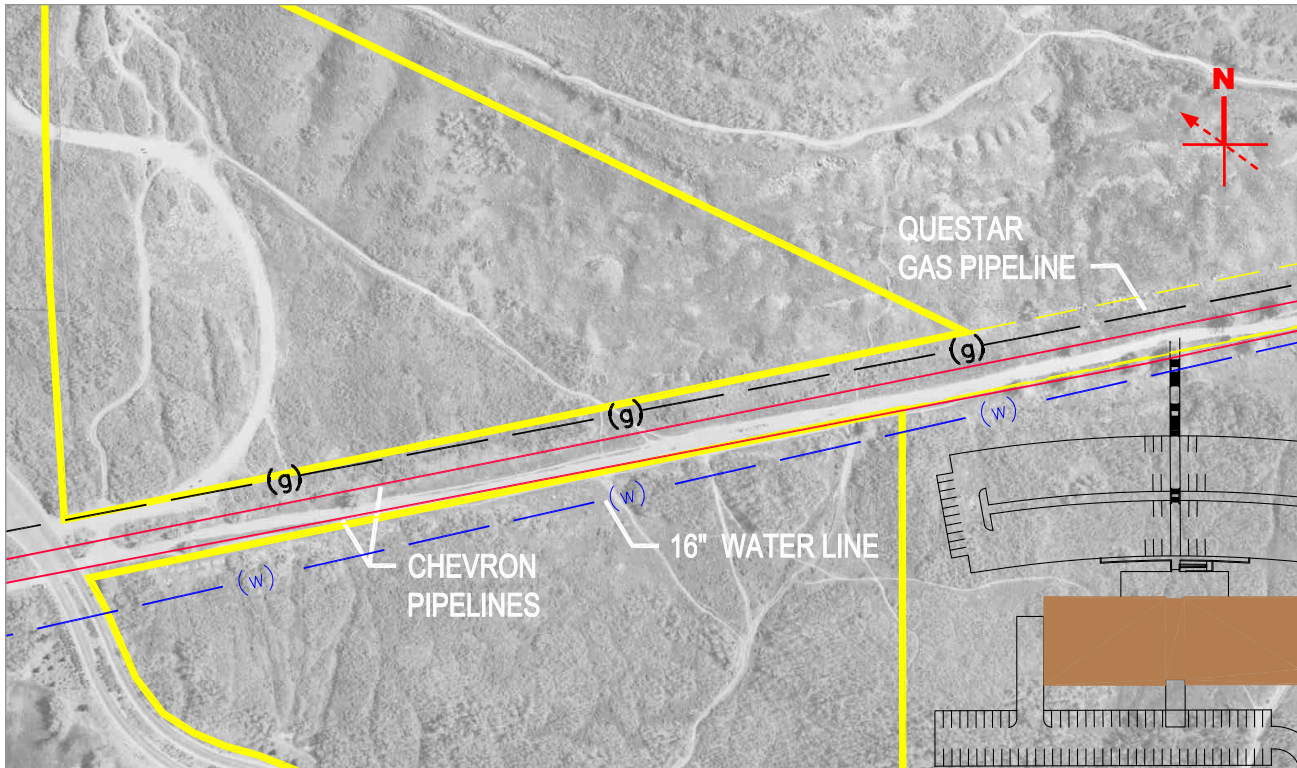 N
QUESTAR
GAS PIPELINE
(g)
(g)
(g)
(w)
(w)
(w)
16" WATER LINE
CHEVRON
PIPELINES